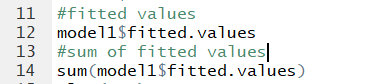 11 #fitted values
12 model1$fitted.values
13 #sum of fitted values
14 sum(model1$fitted.values)